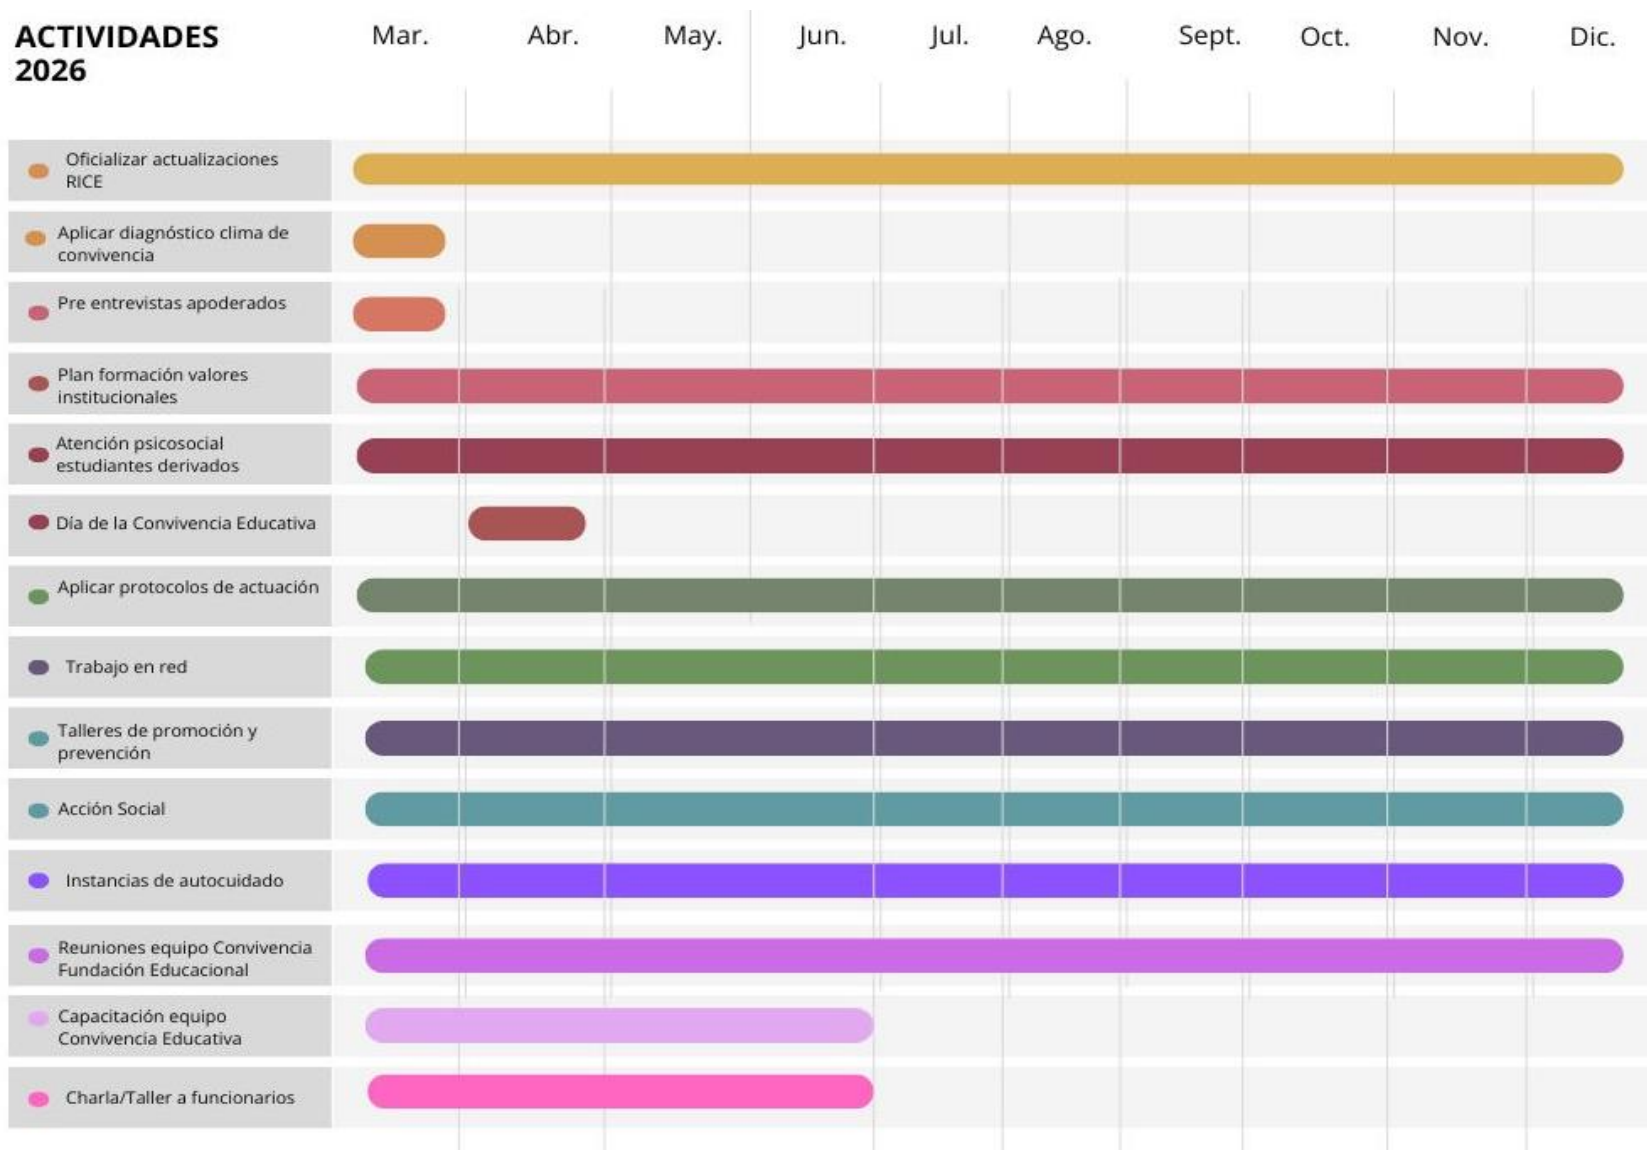 ACTIVIDADES
2026
Mar. Abr. May. Jun. Jul. Ago. Sept. Oct. Nov. Dic.
Oficializar actualizaciones
RICE
Aplicar diagnóstico clima de
convivencia
Pre entrevistas apoderados
Plan formación valores
institucionales
Atención psicosocial
estudiantes derivados
Día de la Convivencia Educativa
Aplicar protocolos de actuación
Trabajo en red
Talleres de promoción y
prevención
Acción Social
Instancias de autocuidado
Reuniones equipo Convivencia
Fundación Educacional
Capacitación equipo
Convivencia Educativa
Charla/Taller a funcionarios